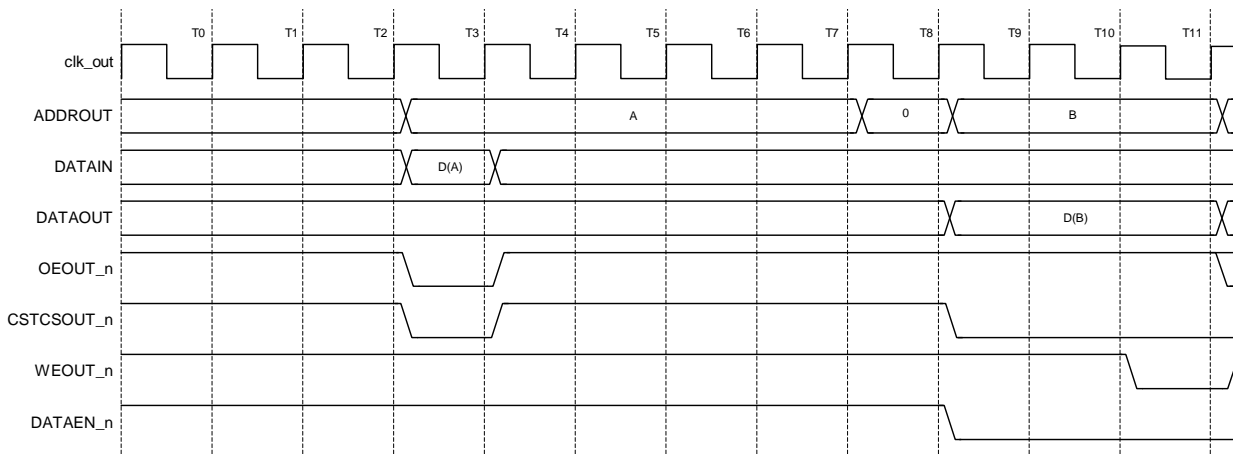 T0 T1 T2 T3 T4 T5 T6 T7 T8 T9 T10 T11
clk_out
ADDROUT A 0 B
DATAIN D(A)
DATAOUT D(B)
OEOUT_n
CSTCSOUT_n
WEOUT_n
DATAEN_n